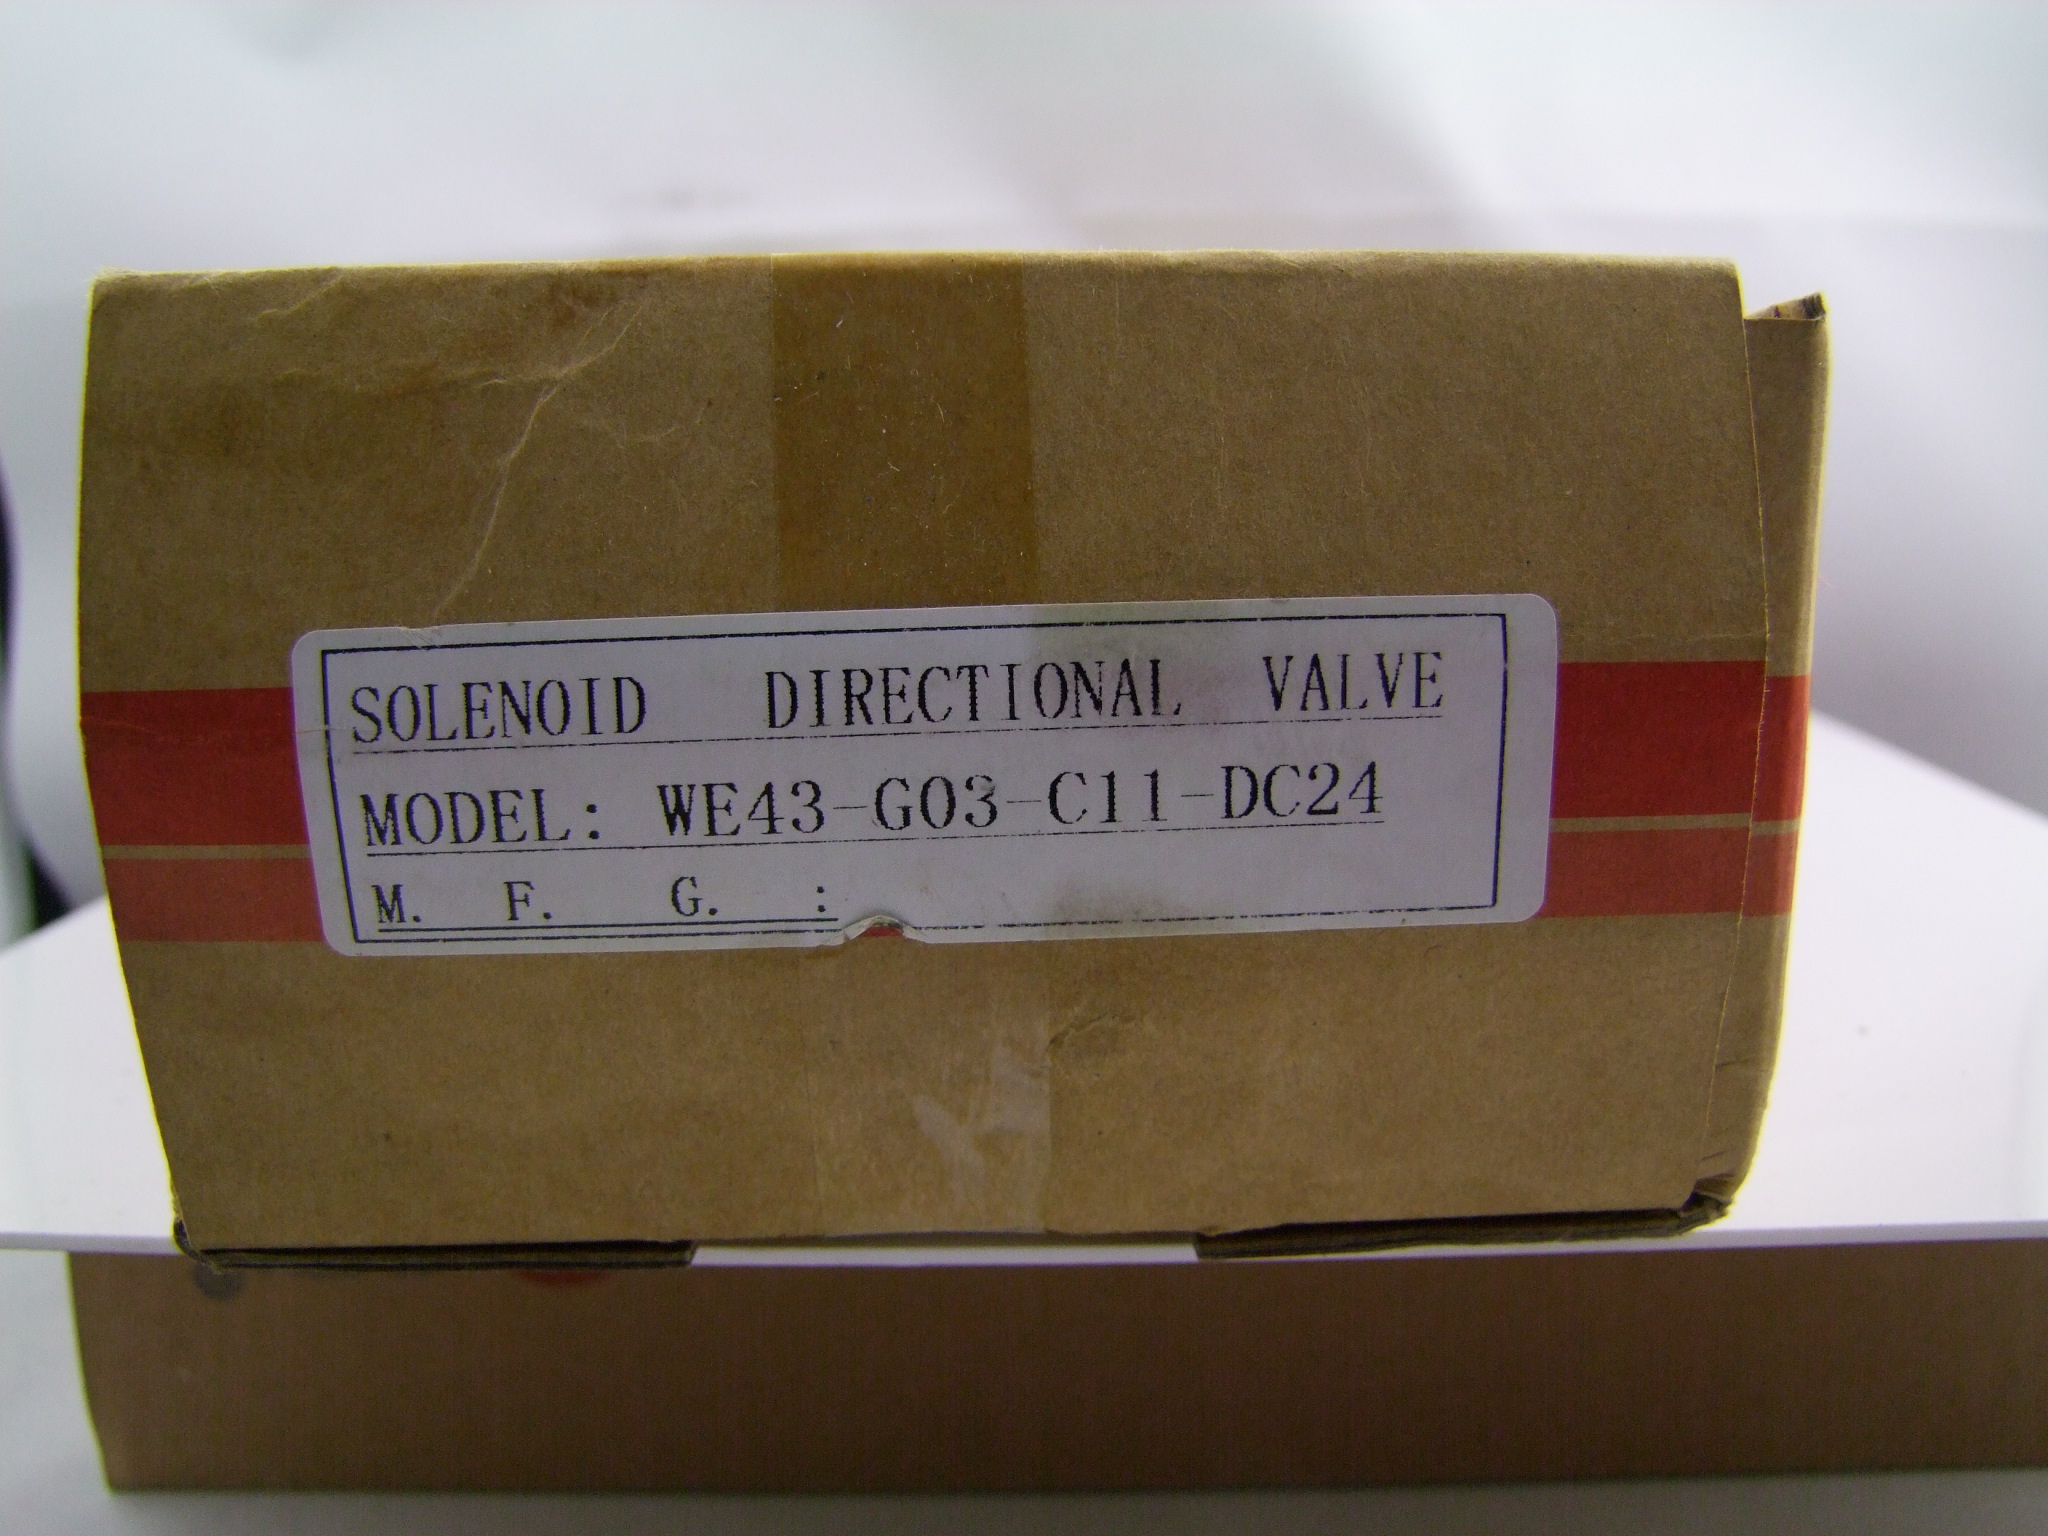 SOLENOID DIRECTIONAL VALVE
MODEL: WE43-G03-C11-DC24
M. F. G. :